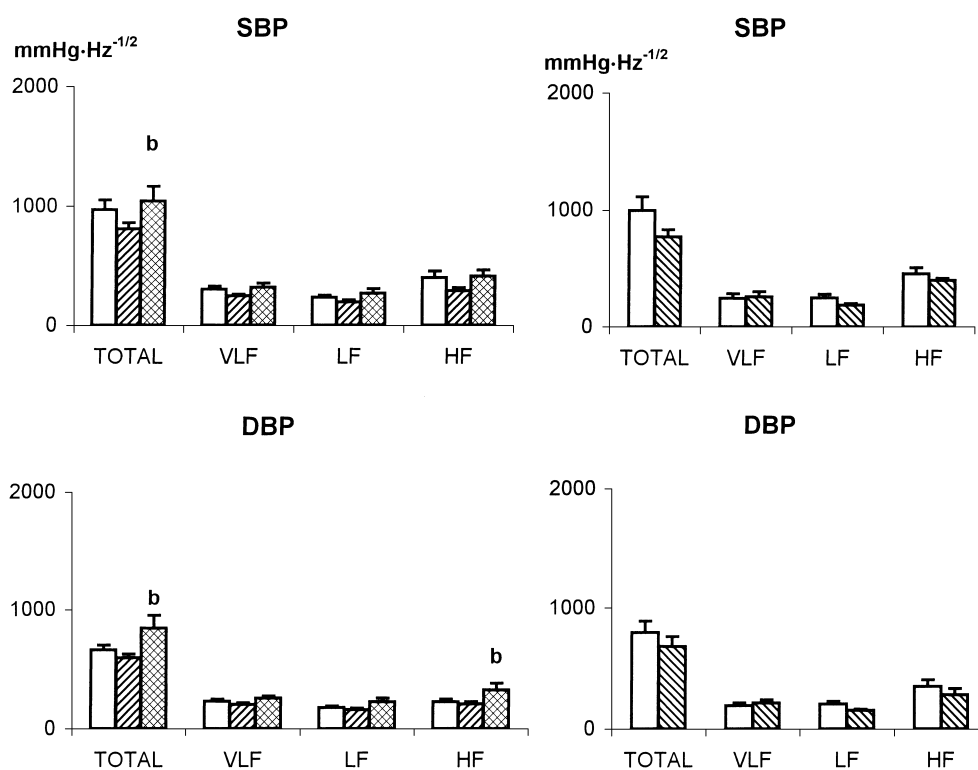 SBP
mmHg·Hz-1/2
2000
b
1000
0
TOTAL VLF LF HF
SBP
mmHg·Hz-1/2
2000
1000
0
TOTAL VLF LF HF
DBP
2000
b
1000
b
0
TOTAL VLF LF HF
DBP
2000
1000
0
TOTAL VLF LF HF